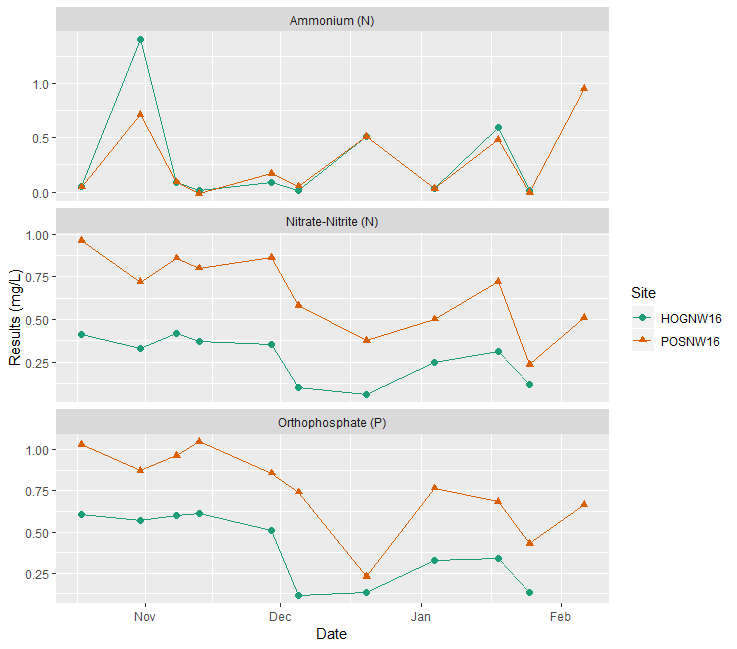 Ammonium (N)
1.0
0.5
0.0
Nitrate-Nitrite (N)
1.00
0.75
0.50
0.25
Orthophosphate (P)
1.00
0.75
0.50
0.25
Nov Dec Jan Feb
Date
Results (mg/L)
Site
HOGNW16
POSNW16